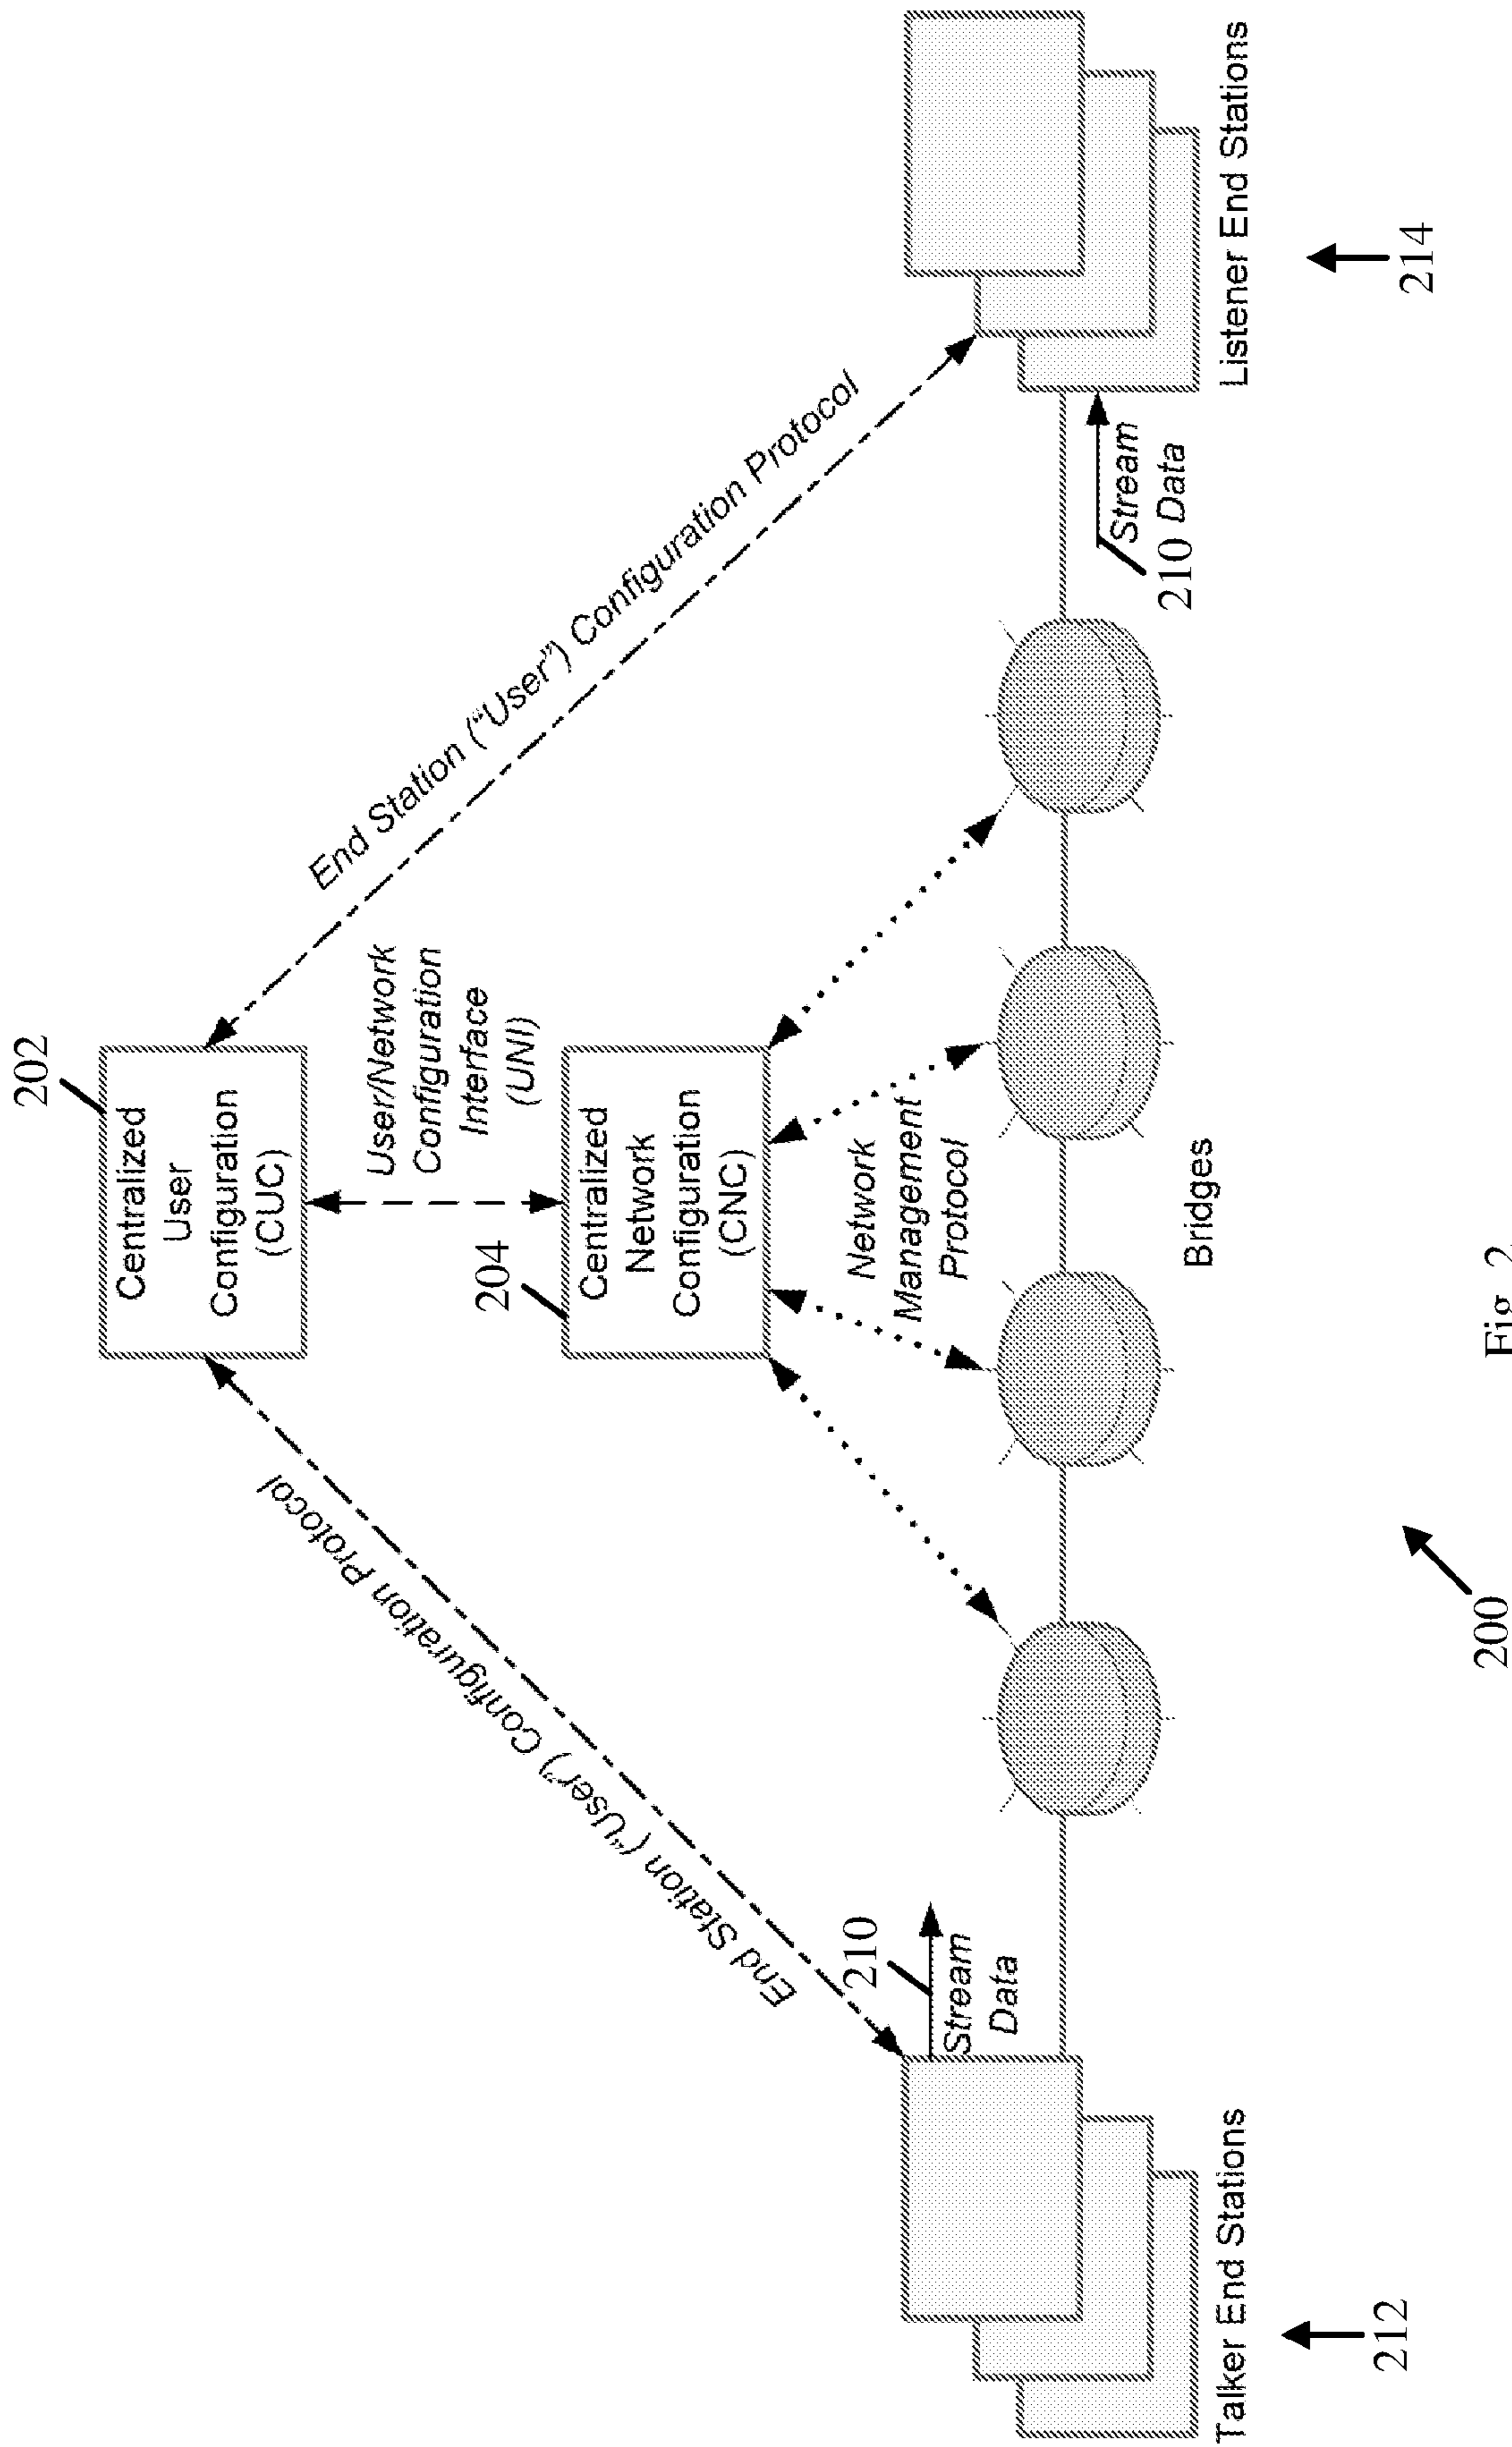 202
Centralized
User
Configuration
(CUC)
End Station ("User") Configuration Protocol
End Station ("User") Configuration Protocol
User/Network
Configuration
Interface
(UNI)
204
Centralized
Network
Configuration
(CNC)
Network
Management
Protocol
210
Stream
Data
Stream
210 Data
Talker End Stations
Bridges
Listener End Stations
212
214
200
Fig. 2